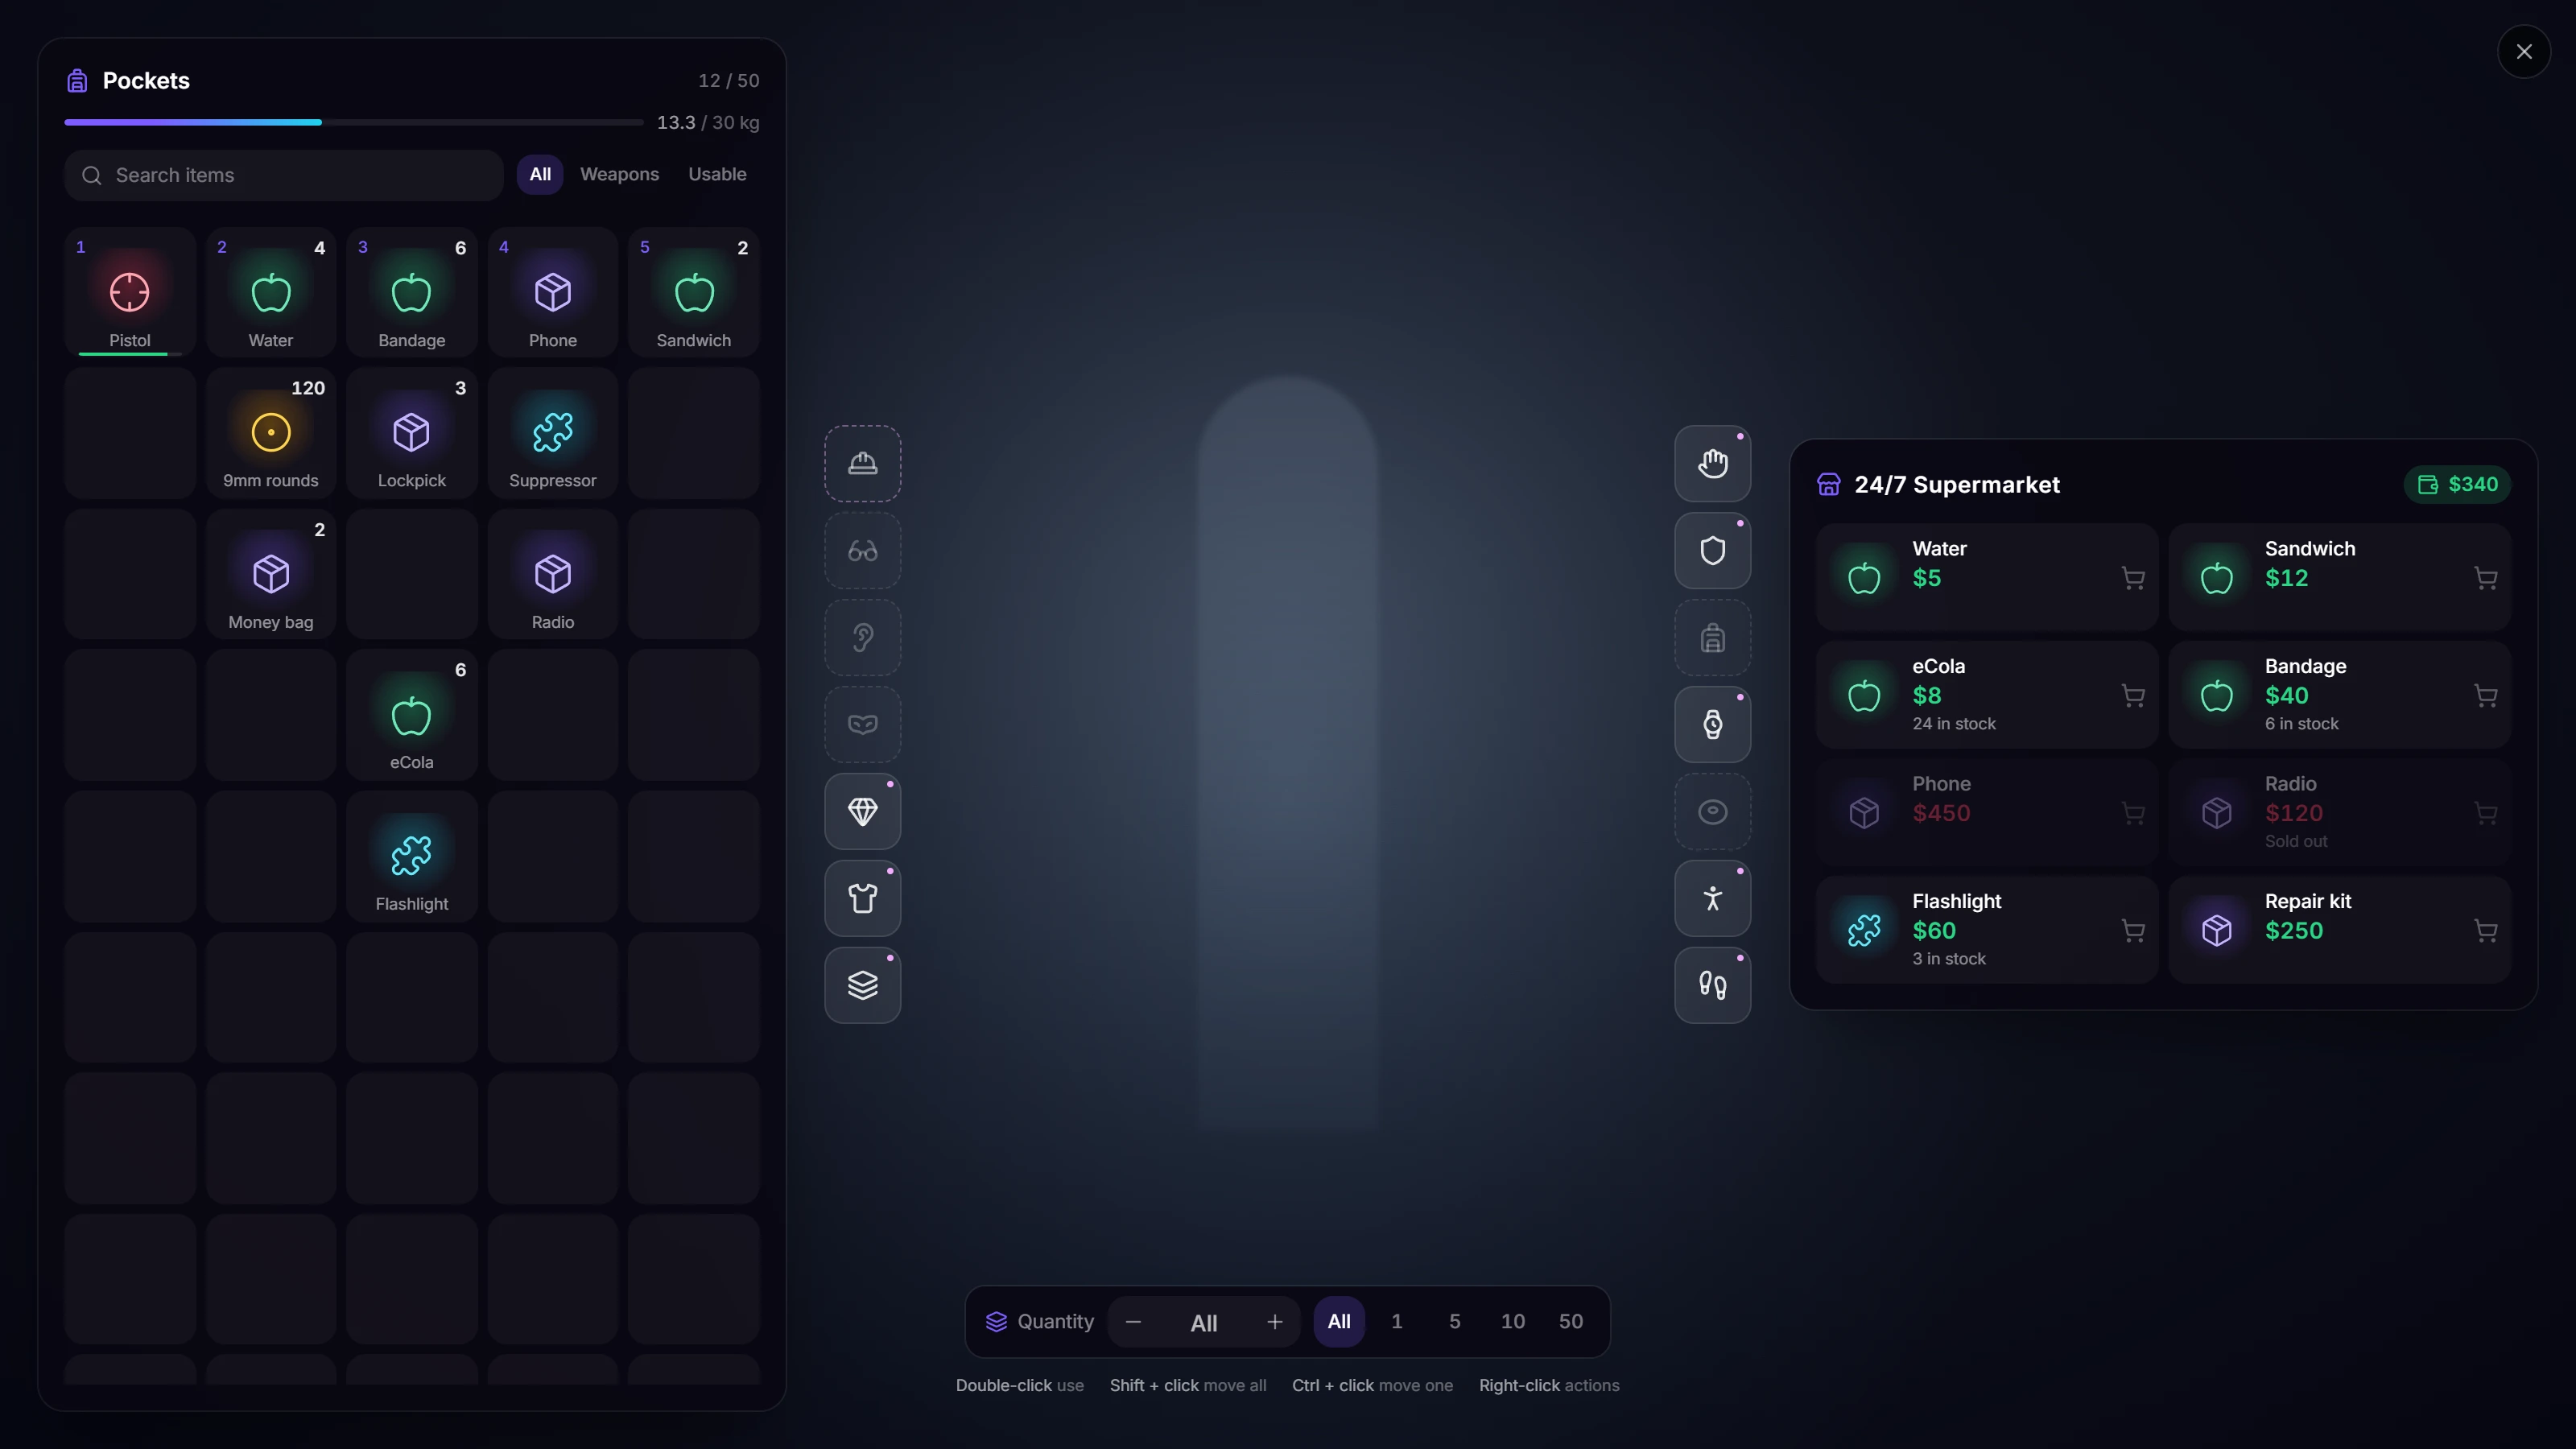 Pockets
12 / 50
13.3 / 30 kg
Search items
All
Weapons
Usable
1
Pistol
2
4
Water
3
6
Bandage
4
Phone
5
2
Sandwich
120
9mm rounds
3
Lockpick
Suppressor
2
Money bag
Radio
6
eCola
Flashlight
24/7 Supermarket
$340
Water
$5
Sandwich
$12
eCola
$8
24 in stock
Bandage
$40
6 in stock
Phone
$450
Radio
$120
Sold out
Flashlight
$60
3 in stock
Repair kit
$250
Quantity
All
All
1
5
10
50
Double-click use
Shift + click move all
Ctrl + click move one
Right-click actions